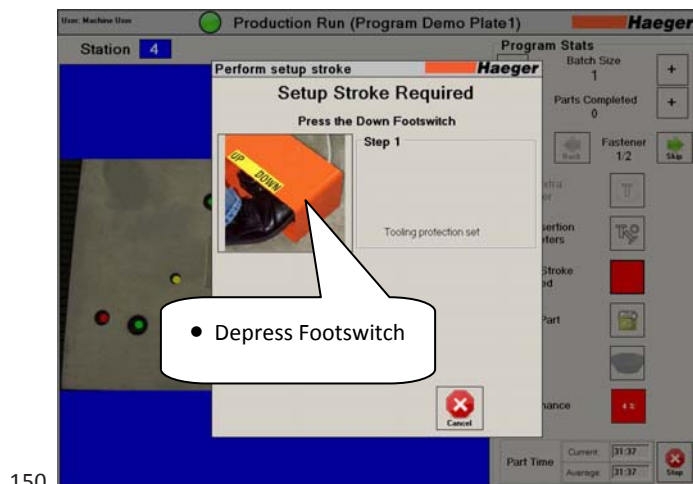 User: Machine User
Production Run (Program Demo Plate1)
Haeger
Station 4
Program Stats
Batch Size
1
+
Parts Completed
0
+
Back
Fastener
1/2
Skip
Perform setup stroke
Haeger
Setup Stroke Required
Press the Down Footswitch
Step 1
UP DOWN
Tooling protection set
• Depress Footswitch
Cancel
Stroke
Part
4 %
Part Time
Current: 31:37
Average: 31:37
Stop
150